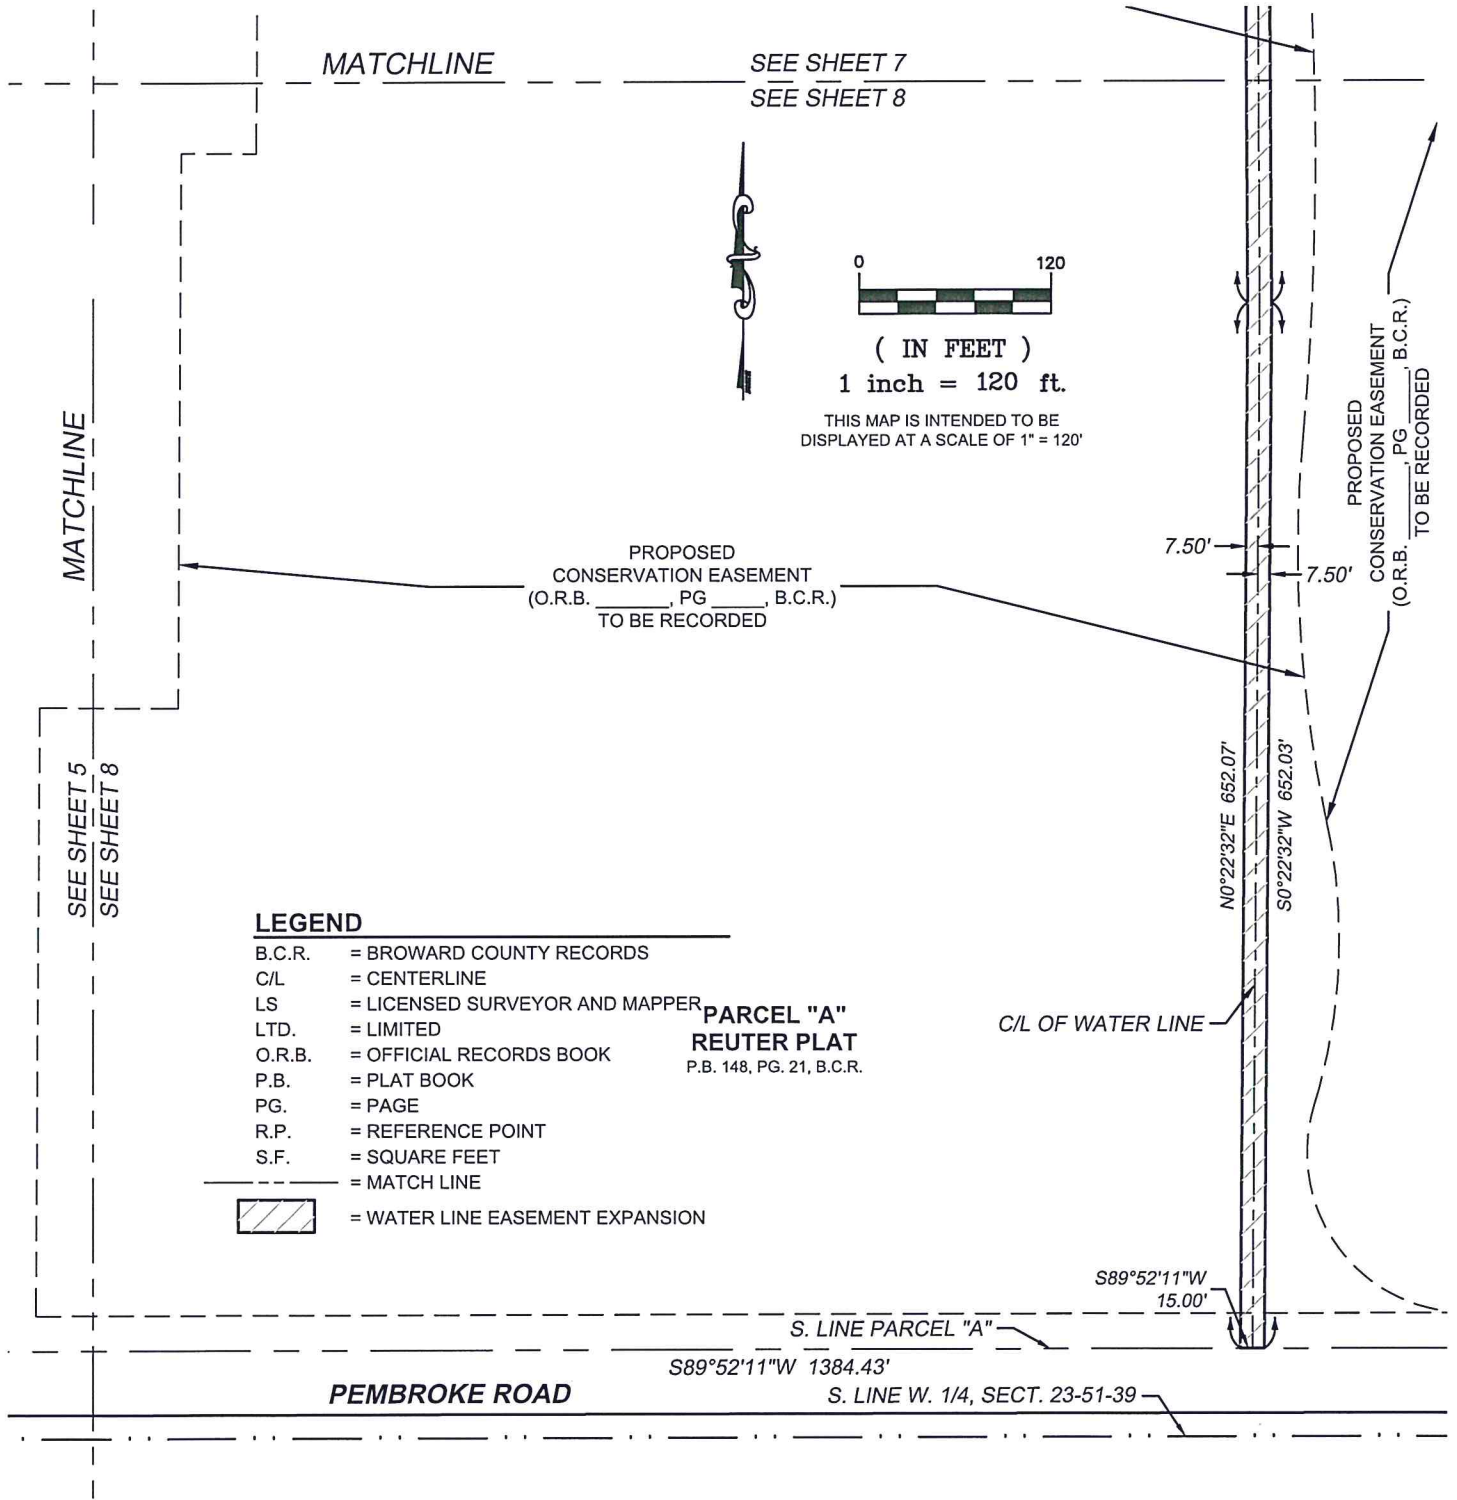 MATCHLINE
SEE SHEET 7
SEE SHEET 8
0 120
( IN FEET )
1 inch = 120 ft.
THIS MAP IS INTENDED TO BE
DISPLAYED AT A SCALE OF 1" = 120'
MATCHLINE
SEE SHEET 5
SEE SHEET 8
PROPOSED
CONSERVATION EASEMENT
(O.R.B. ________, PG ______, B.C.R.)
TO BE RECORDED
PROPOSED
CONSERVATION EASEMENT
(O.R.B. ________, PG ______, B.C.R.)
TO BE RECORDED
7.50'
7.50'
N0°22'32"E 652.07'
S0°22'32"W 652.03'
LEGEND
B.C.R. = BROWARD COUNTY RECORDS
C/L = CENTERLINE
LS = LICENSED SURVEYOR AND MAPPER
LTD. = LIMITED
O.R.B. = OFFICIAL RECORDS BOOK
P.B. = PLAT BOOK
PG. = PAGE
R.P. = REFERENCE POINT
S.F. = SQUARE FEET
= MATCH LINE
= WATER LINE EASEMENT EXPANSION
PARCEL "A"
REUTER PLAT
P.B. 148, PG. 21, B.C.R.
C/L OF WATER LINE
S89°52'11"W
15.00'
S. LINE PARCEL "A"
S89°52'11"W 1384.43'
PEMBROKE ROAD
S. LINE W. 1/4, SECT. 23-51-39